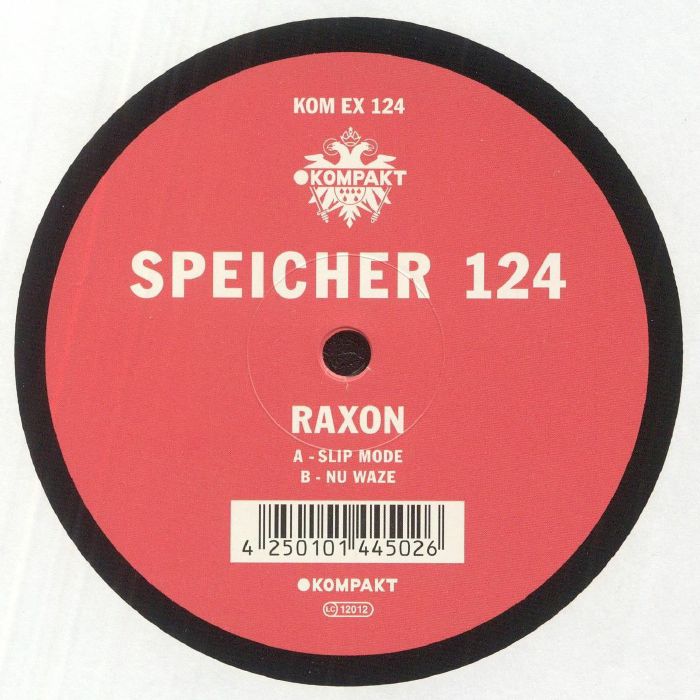 KOM EX 124
KOMPAKT
SPEICHER 124
RAXON
A - SLIP MODE
B - NU WAZE
4 250101 445026
KOMPAKT
LC 12012